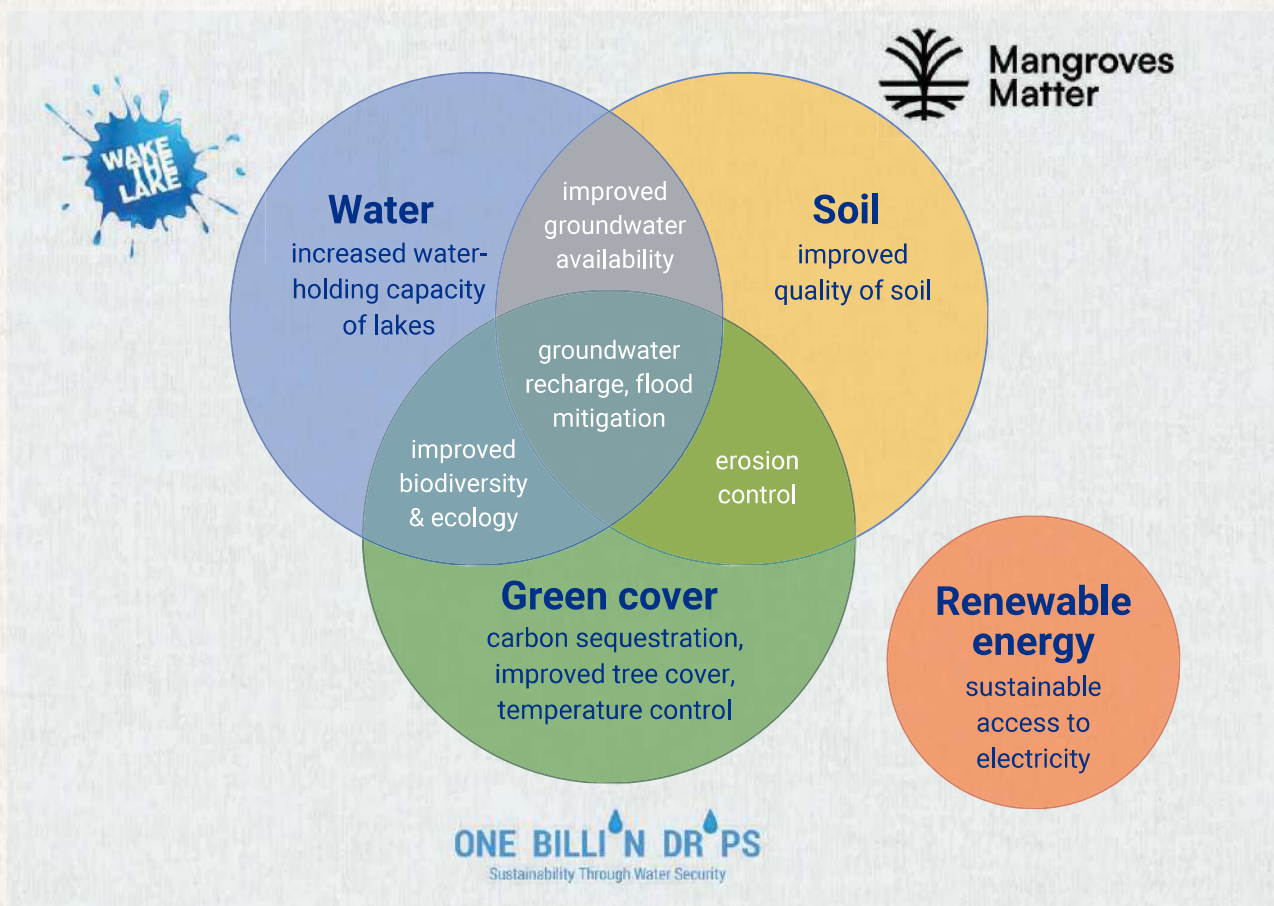 WAKE
THE
LAKE
Mangroves
Matter
Water
increased water-
holding capacity
of lakes
improved
groundwater
availability
Soil
improved
quality of soil
groundwater
recharge, flood
mitigation
improved
biodiversity
& ecology
erosion
control
Green cover
carbon sequestration,
improved tree cover,
temperature control
Renewable
energy
sustainable
access to
electricity
ONE BILLION DROPS
Sustainability Through Water Security